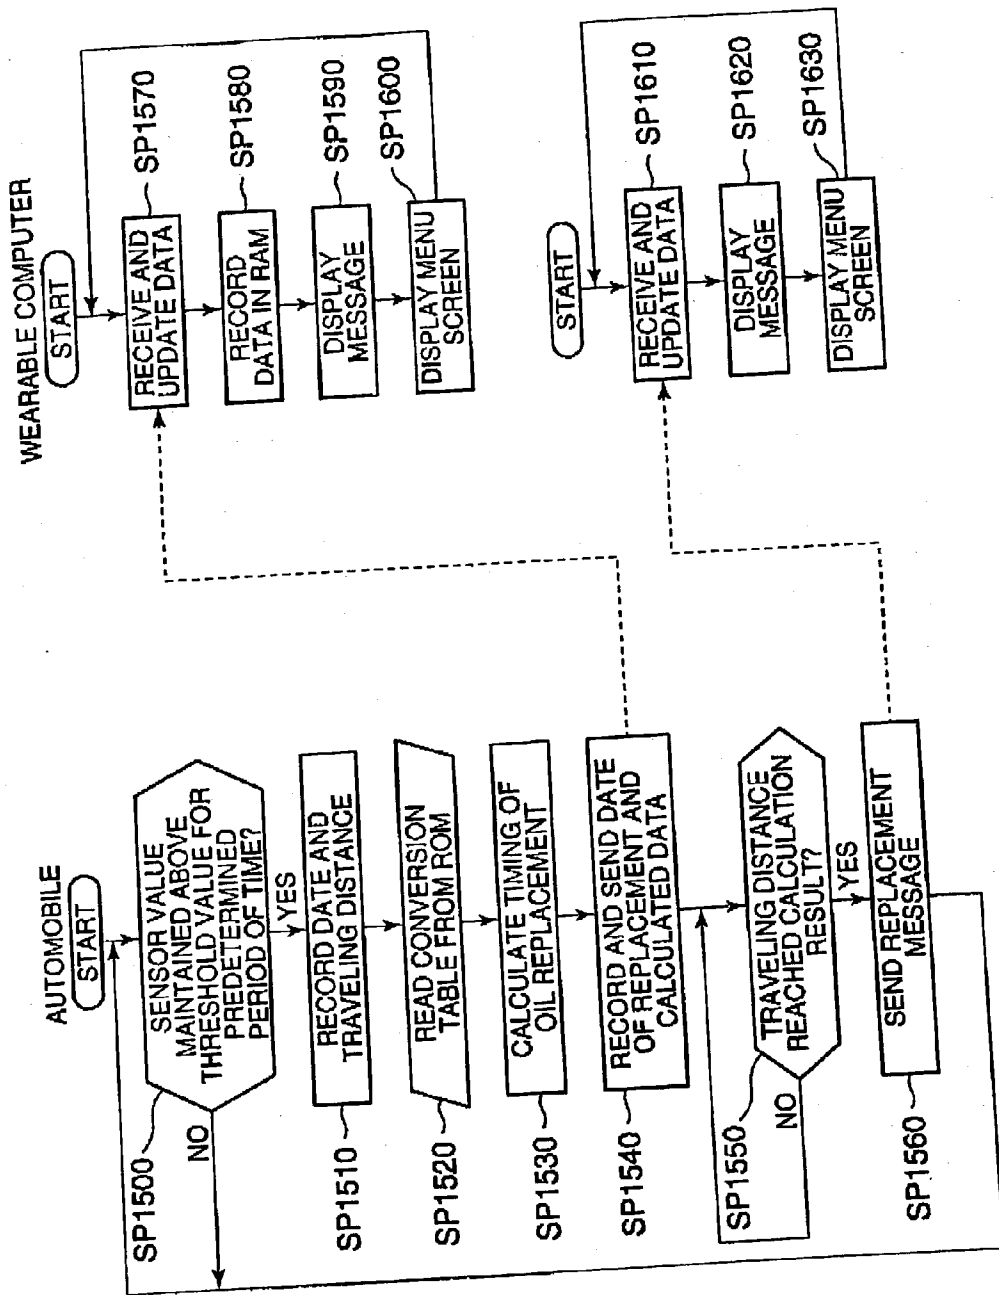 AUTOMOBILE
START
SENSOR VALUE
MAINTAINED ABOVE
THRESHOLD VALUE FOR
PREDETERMINED
PERIOD OF TIME?
SP1500
NO
YES
RECORD DATE AND
TRAVELING DISTANCE
SP1510
READ CONVERSION
TABLE FROM ROM
SP1520
CALCULATE TIMING OF
OIL REPLACEMENT
SP1530
RECORD AND SEND DATE
OF REPLACEMENT AND
CALCULATED DATA
SP1540
TRAVELING DISTANCE
REACHED CALCULATION
RESULT?
SP1550
NO
YES
SEND REPLACEMENT
MESSAGE
SP1560
WEARABLE COMPUTER
START
RECEIVE AND
UPDATE DATA
SP1570
RECORD
DATA IN RAM
SP1580
DISPLAY
MESSAGE
SP1590
DISPLAY MENU
SCREEN
SP1600
START
RECEIVE AND
UPDATE DATA
SP1610
DISPLAY
MESSAGE
SP1620
DISPLAY MENU
SCREEN
SP1630